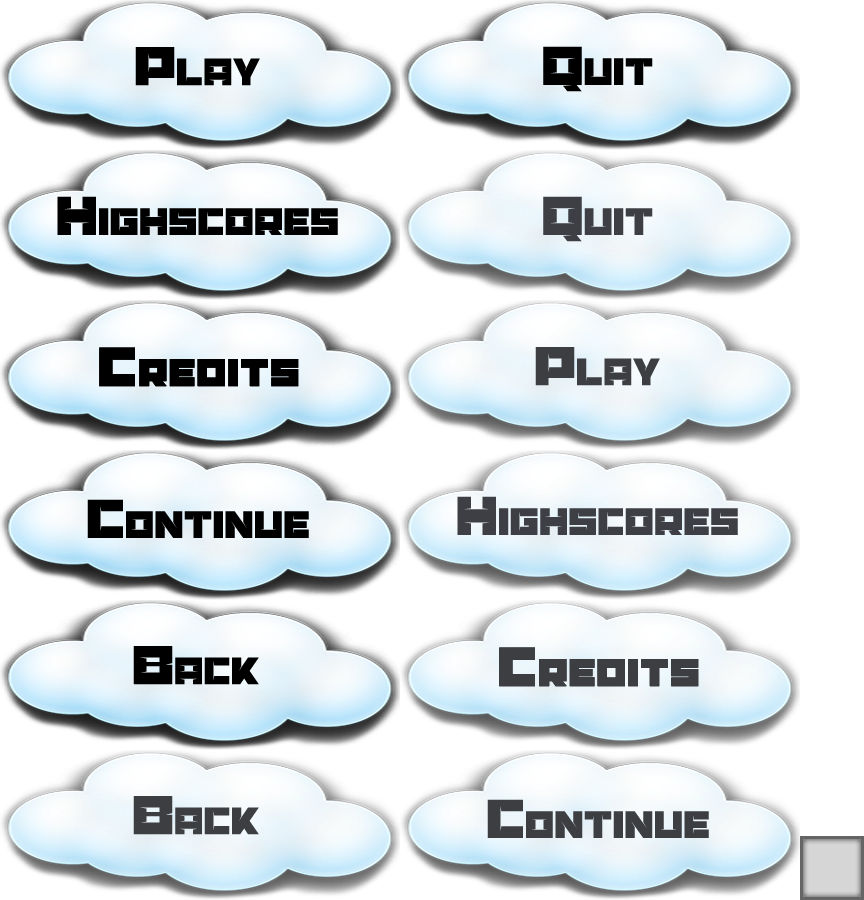 Play
Quit
Highscores
Quit
Credits
Play
Continue
Highscores
Back
Credits
Back
Continue